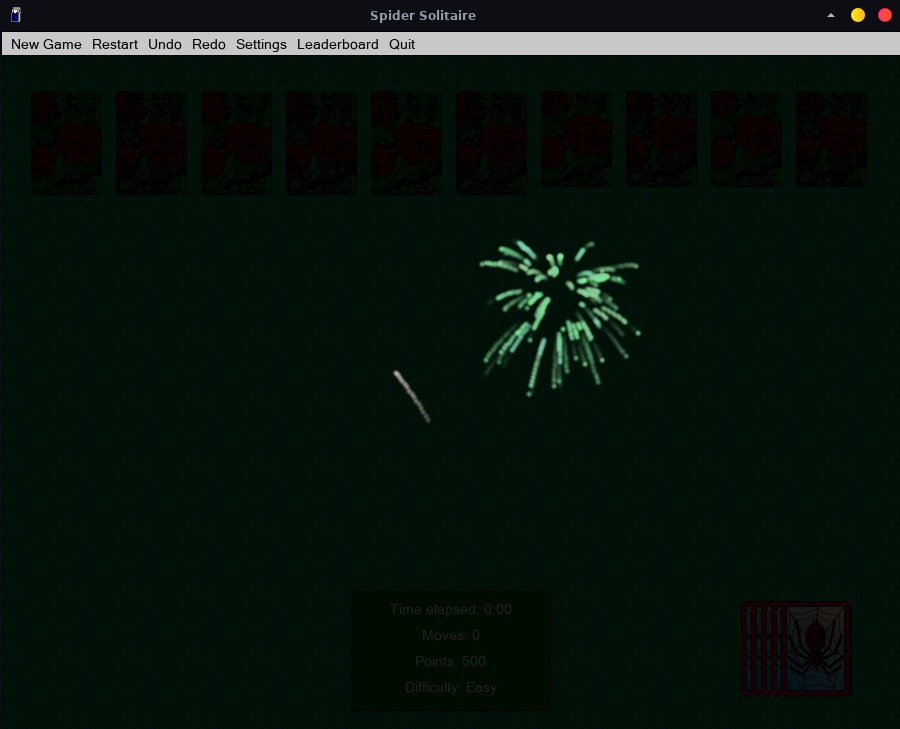 Spider Solitaire
New Game Restart Undo Redo Settings Leaderboard Quit
Time elapsed: 0:00
Moves: 0
Points: 500
Difficulty: Easy